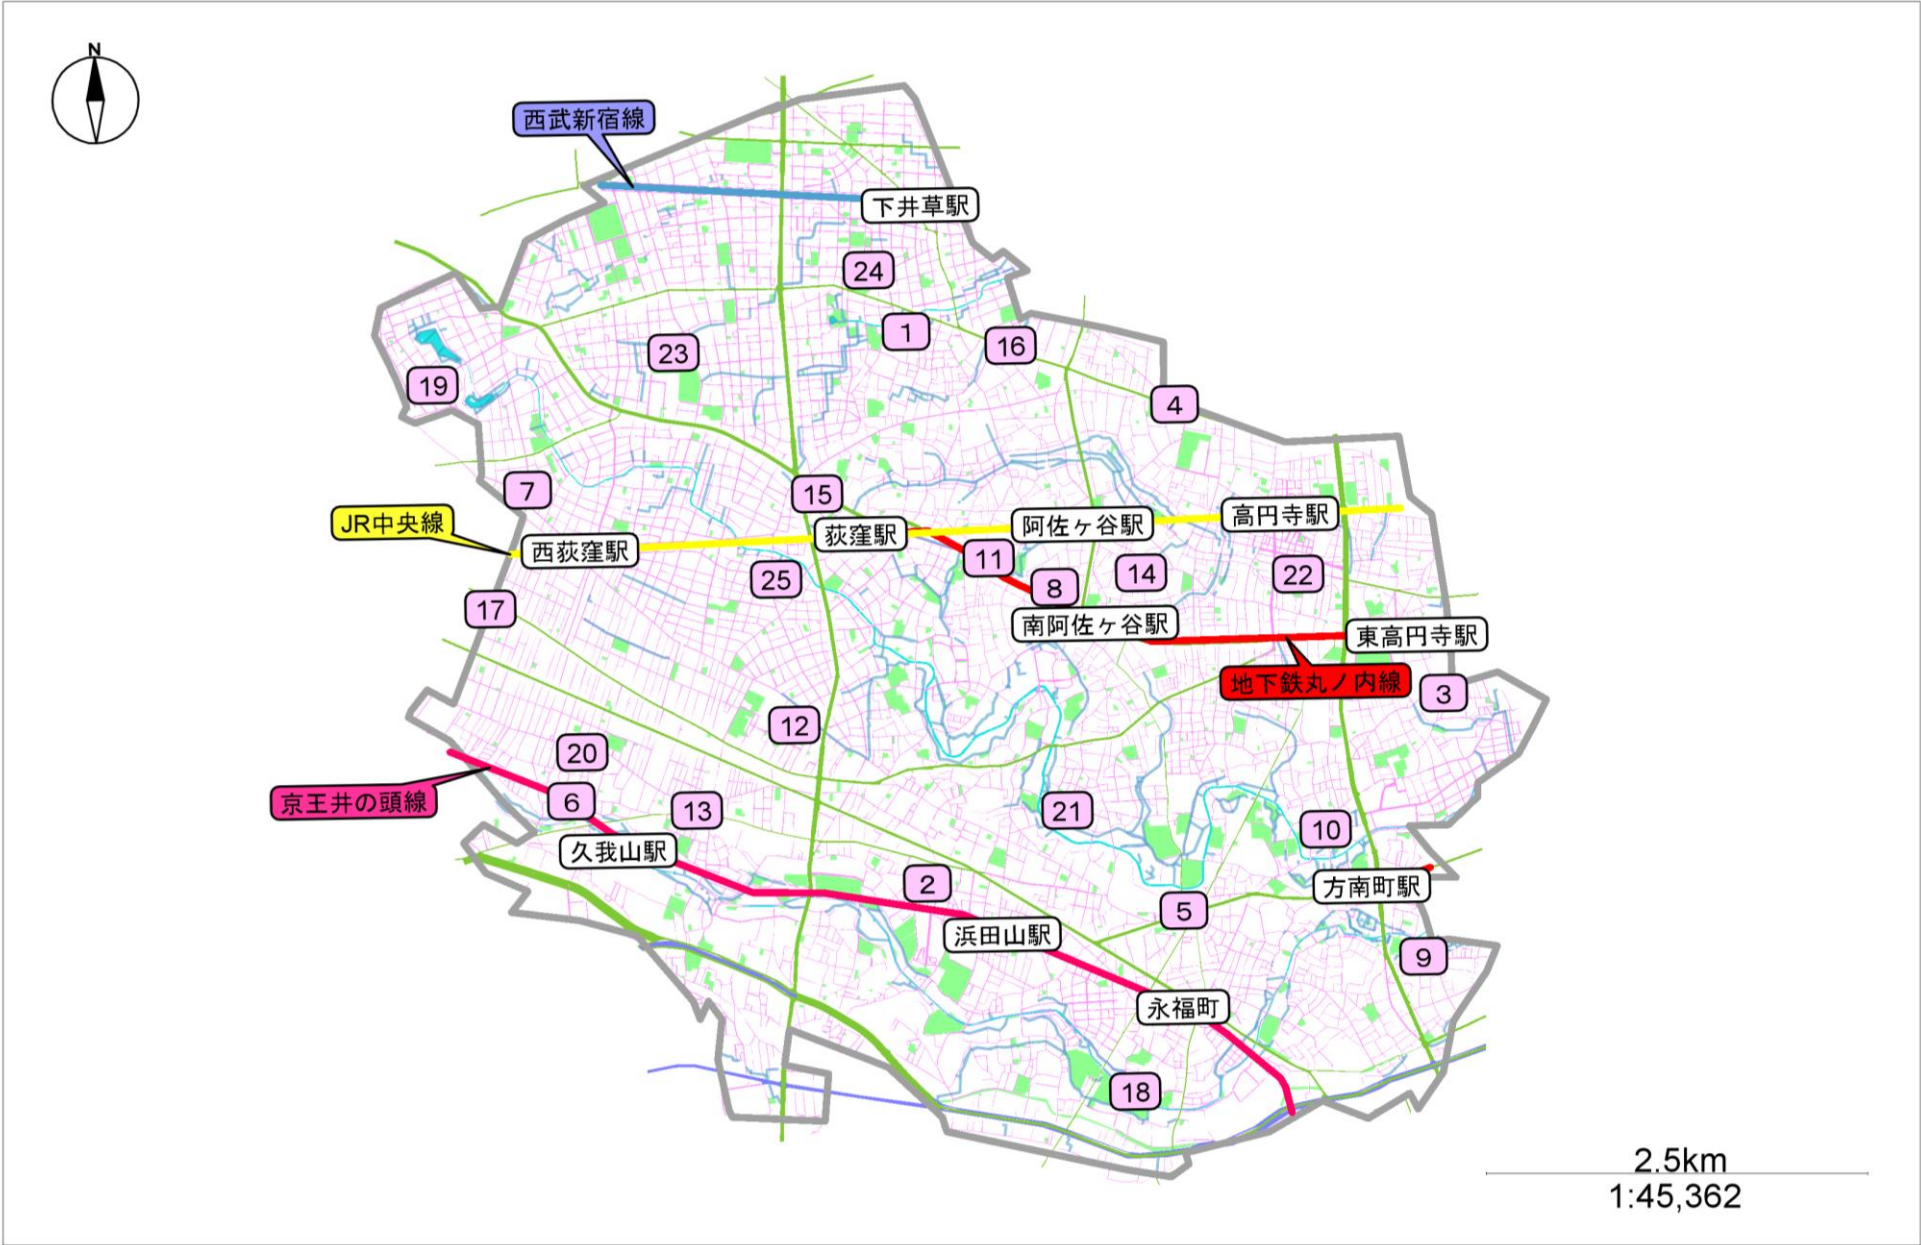 N
西武新宿線
下井草駅
24
1
16
23
19
4
7
15
JR中央線
西荻窪駅
荻窪駅
阿佐ヶ谷駅
高円寺駅
11
8
14
22
25
17
南阿佐ヶ谷駅
東高円寺駅
地下鉄丸ノ内線
3
12
20
6
京王井の頭線
13
21
10
久我山駅
2
方南町駅
5
浜田山駅
9
永福町
18
2.5km
1:45,362